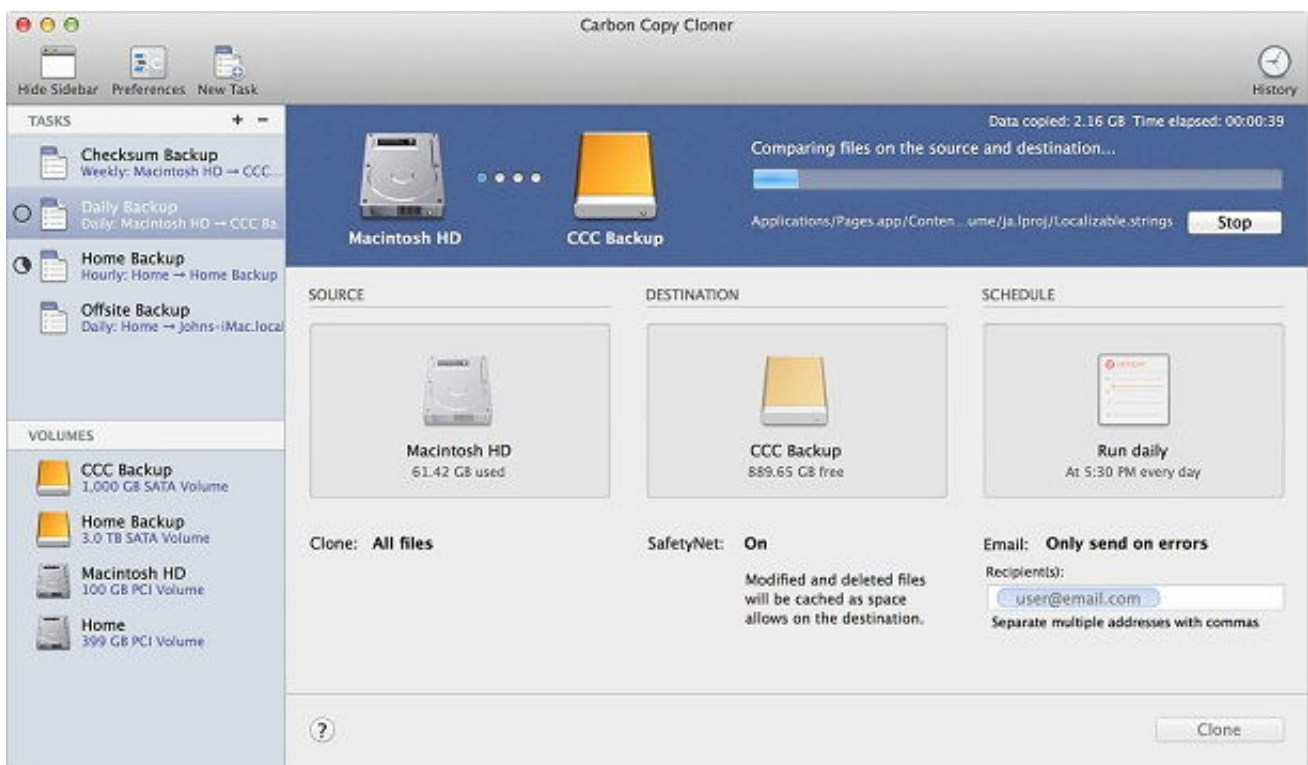 Carbon Copy Cloner
Hide Sidebar Preferences New Task
History
TASKS + -
Checksum Backup
Weekly: Macintosh HD → CCC...
Daily Backup
Daily: Macintosh HD → CCC Ba
Home Backup
Hourly: Home → Home Backup
Offsite Backup
Daily: Home → Johns-iMac.local
VOLUMES
CCC Backup
1,000 GB SATA Volume
Home Backup
3.0 TB SATA Volume
Macintosh HD
100 GB PCI Volume
Home
399 GB PCI Volume
Data copied: 2.16 GB Time elapsed: 00:00:39
Comparing files on the source and destination...
Applications/Pages.app/Conten...ume/ja.lproj/Localizable.strings
Stop
Macintosh HD
CCC Backup
SOURCE
Macintosh HD
61.42 GB used
Clone: All files
DESTINATION
CCC Backup
889.65 GB free
SafetyNet: On
Modified and deleted files
will be cached as space
allows on the destination.
SCHEDULE
Run daily
At 5:30 PM every day
Email: Only send on errors
Recipient(s):
user@email.com
Separate multiple addresses with commas
?
Clone